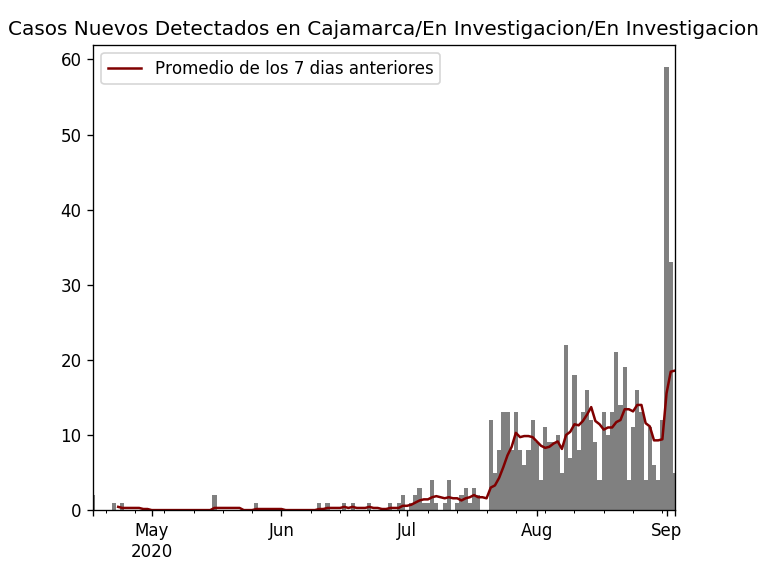 Casos Nuevos Detectados en Cajamarca/En Investigacion/En Investigacion
Promedio de los 7 dias anteriores
60
50
40
30
20
10
0
May Jun Jul Aug Sep
2020